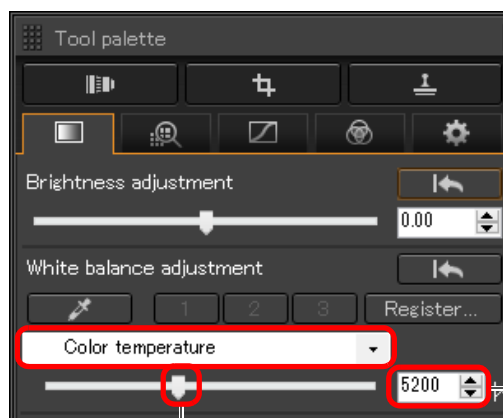 Tool palette
Brightness adjustment
0.00
White balance adjustment
1 2 3 Register...
Color temperature
5200